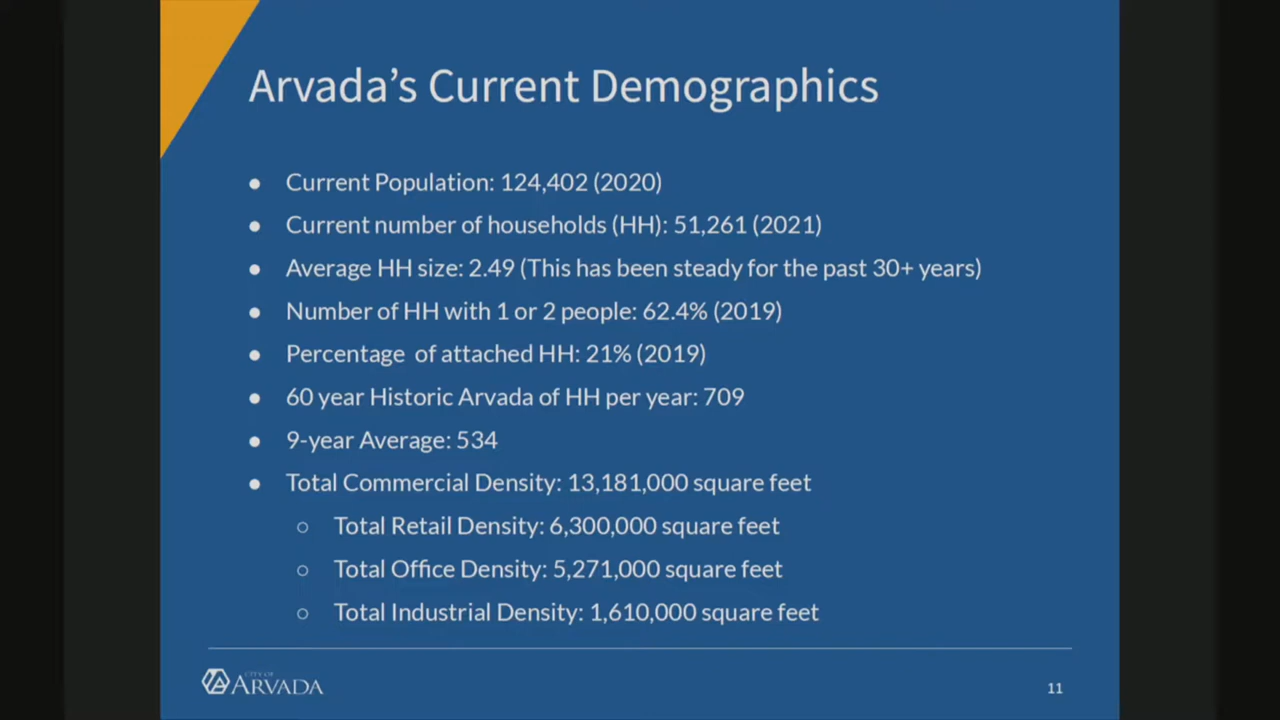 Arvada's Current Demographics
● Current Population: 124,402 (2020)
● Current number of households (HH): 51,261 (2021)
● Average HH size: 2.49 (This has been steady for the past 30+ years)
● Number of HH with 1 or 2 people: 62.4% (2019)
● Percentage of attached HH: 21% (2019)
● 60 year Historic Arvada of HH per year: 709
● 9-year Average: 534
● Total Commercial Density: 13,181,000 square feet
○ Total Retail Density: 6,300,000 square feet
○ Total Office Density: 5,271,000 square feet
○ Total Industrial Density: 1,610,000 square feet
CITY OF
ARVADA
11